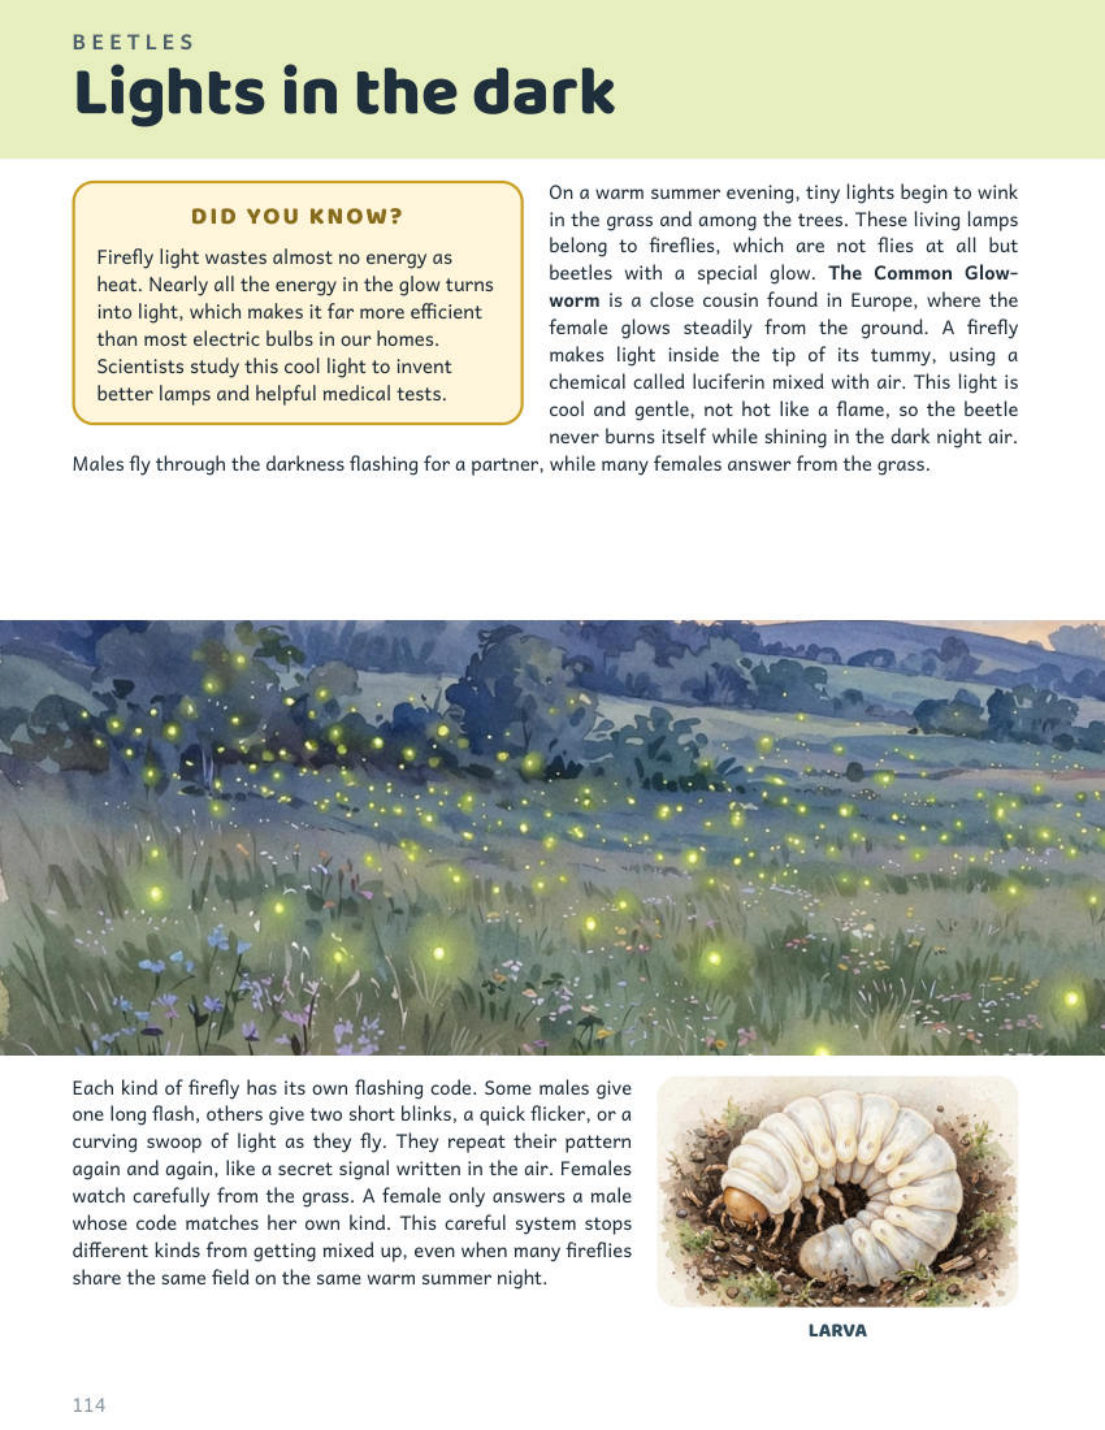 BEETLES
Lights in the dark
DID YOU KNOW?
Firefly light wastes almost no energy as
heat. Nearly all the energy in the glow turns
into light, which makes it far more efficient
than most electric bulbs in our homes.
Scientists study this cool light to invent
better lamps and helpful medical tests.
On a warm summer evening, tiny lights begin to wink
in the grass and among the trees. These living lamps
belong to fireflies, which are not flies at all but
beetles with a special glow. The Common Glow-
worm is a close cousin found in Europe, where the
female glows steadily from the ground. A firefly
makes light inside the tip of its tummy, using a
chemical called luciferin mixed with air. This light is
cool and gentle, not hot like a flame, so the beetle
never burns itself while shining in the dark night air.
Males fly through the darkness flashing for a partner, while many females answer from the grass.
Each kind of firefly has its own flashing code. Some males give
one long flash, others give two short blinks, a quick flicker, or a
curving swoop of light as they fly. They repeat their pattern
again and again, like a secret signal written in the air. Females
watch carefully from the grass. A female only answers a male
whose code matches her own kind. This careful system stops
different kinds from getting mixed up, even when many fireflies
share the same field on the same warm summer night.
LARVA
114